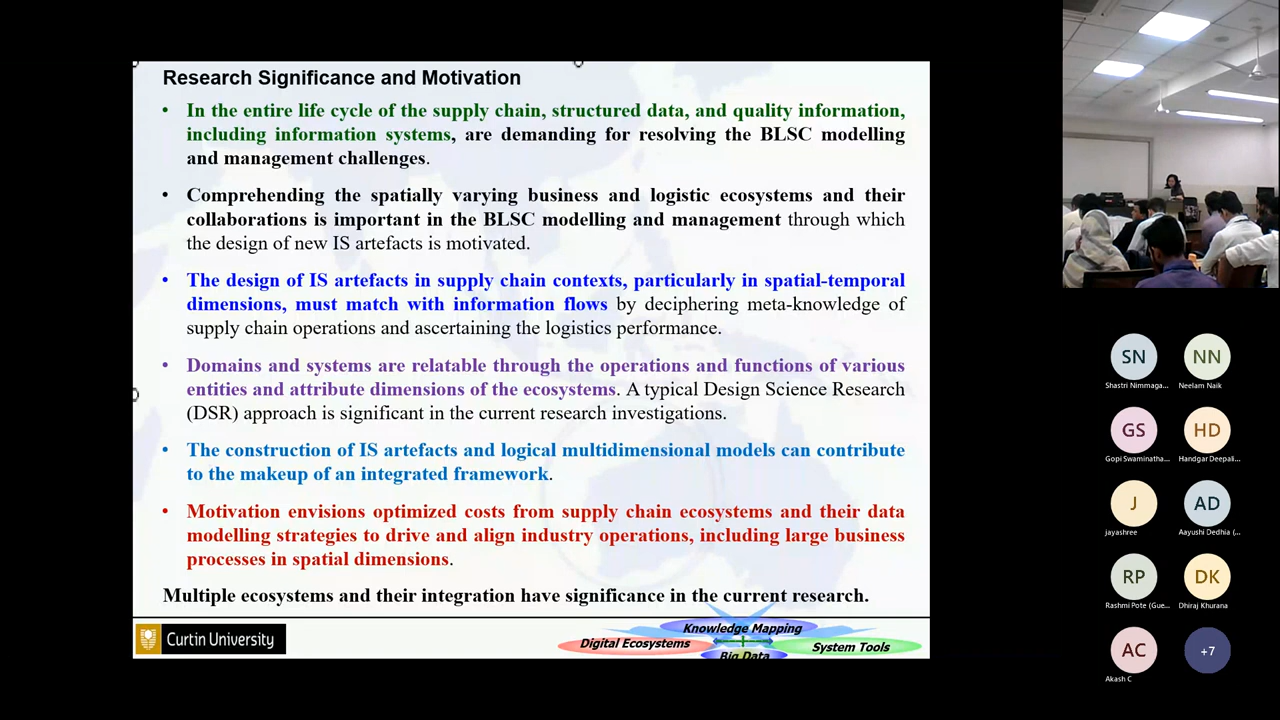 Research Significance and Motivation
• In the entire life cycle of the supply chain, structured data, and quality information,
including information systems, are demanding for resolving the BLSC modelling
and management challenges.
• Comprehending the spatially varying business and logistic ecosystems and their
collaborations is important in the BLSC modelling and management through which
the design of new IS artefacts is motivated.
• The design of IS artefacts in supply chain contexts, particularly in spatial-temporal
dimensions, must match with information flows by deciphering meta-knowledge of
supply chain operations and ascertaining the logistics performance.
• Domains and systems are relatable through the operations and functions of various
entities and attribute dimensions of the ecosystems. A typical Design Science Research
(DSR) approach is significant in the current research investigations.
• The construction of IS artefacts and logical multidimensional models can contribute
to the makeup of an integrated framework.
• Motivation envisions optimized costs from supply chain ecosystems and their data
modelling strategies to drive and align industry operations, including large business
processes in spatial dimensions.
Multiple ecosystems and their integration have significance in the current research.
Curtin University
Knowledge Mapping
Digital Ecosystems
System Tools
Big Data
SN
NN
Shastri Nimmaga...
Neelam Naik
GS
HD
Gopi Swaminatha...
Handgar Deepali...
J
AD
jayashree
Aayushi Dedhia (...
RP
DK
Rashmi Pote (Gue...
Dhiraj Khurana
AC
+7
Akash C